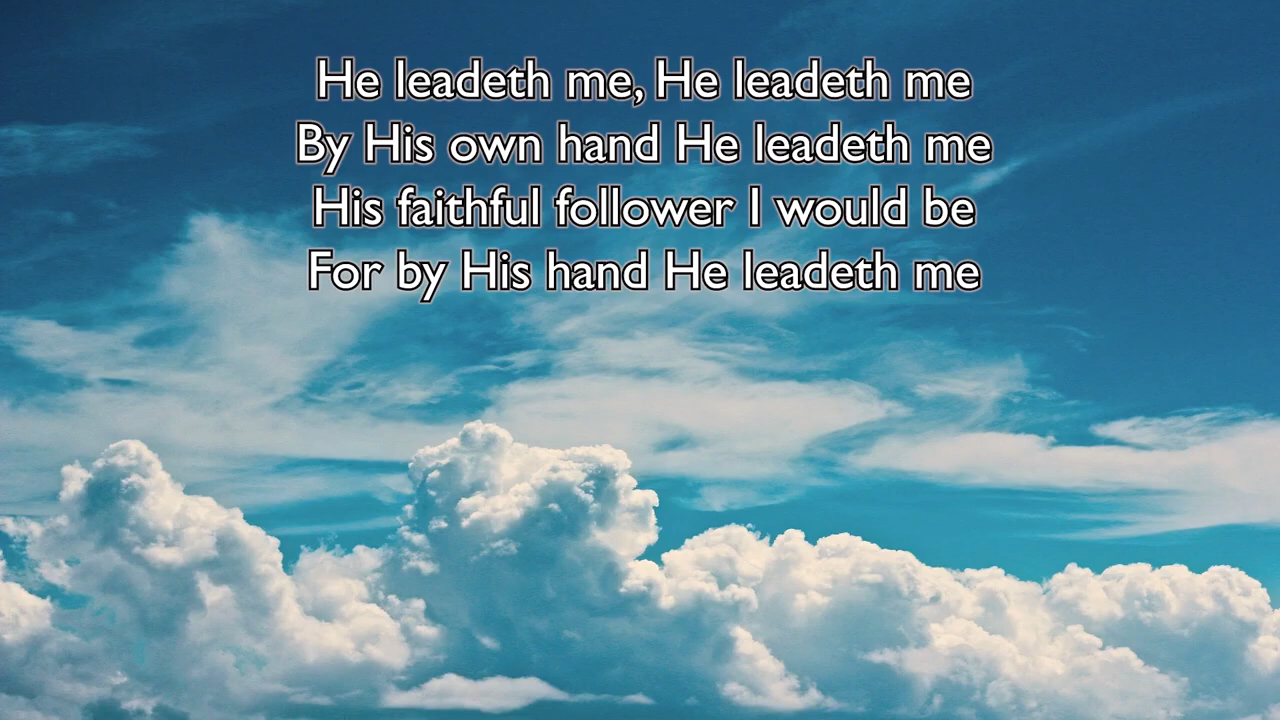 He leadeth me, He leadeth me
By His own hand He leadeth me
His faithful follower I would be
For by His hand He leadeth me